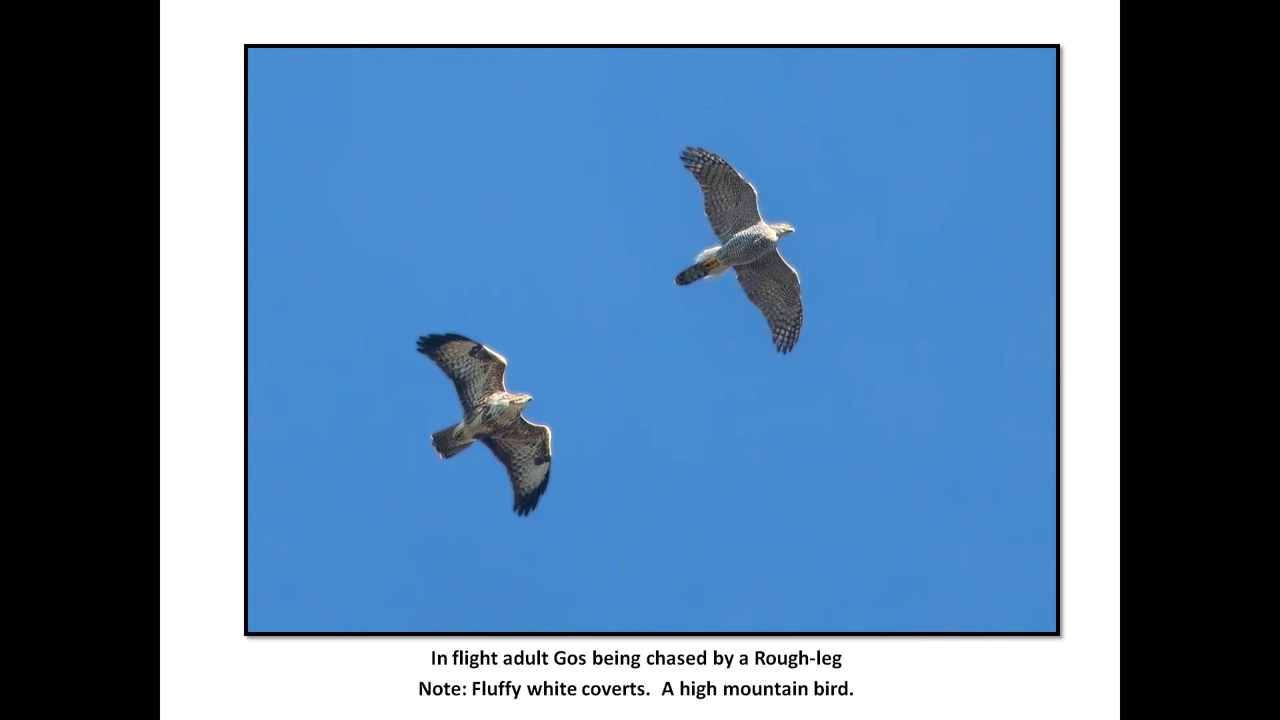 In flight adult Gos being chased by a Rough-leg
Note: Fluffy white coverts.  A high mountain bird.